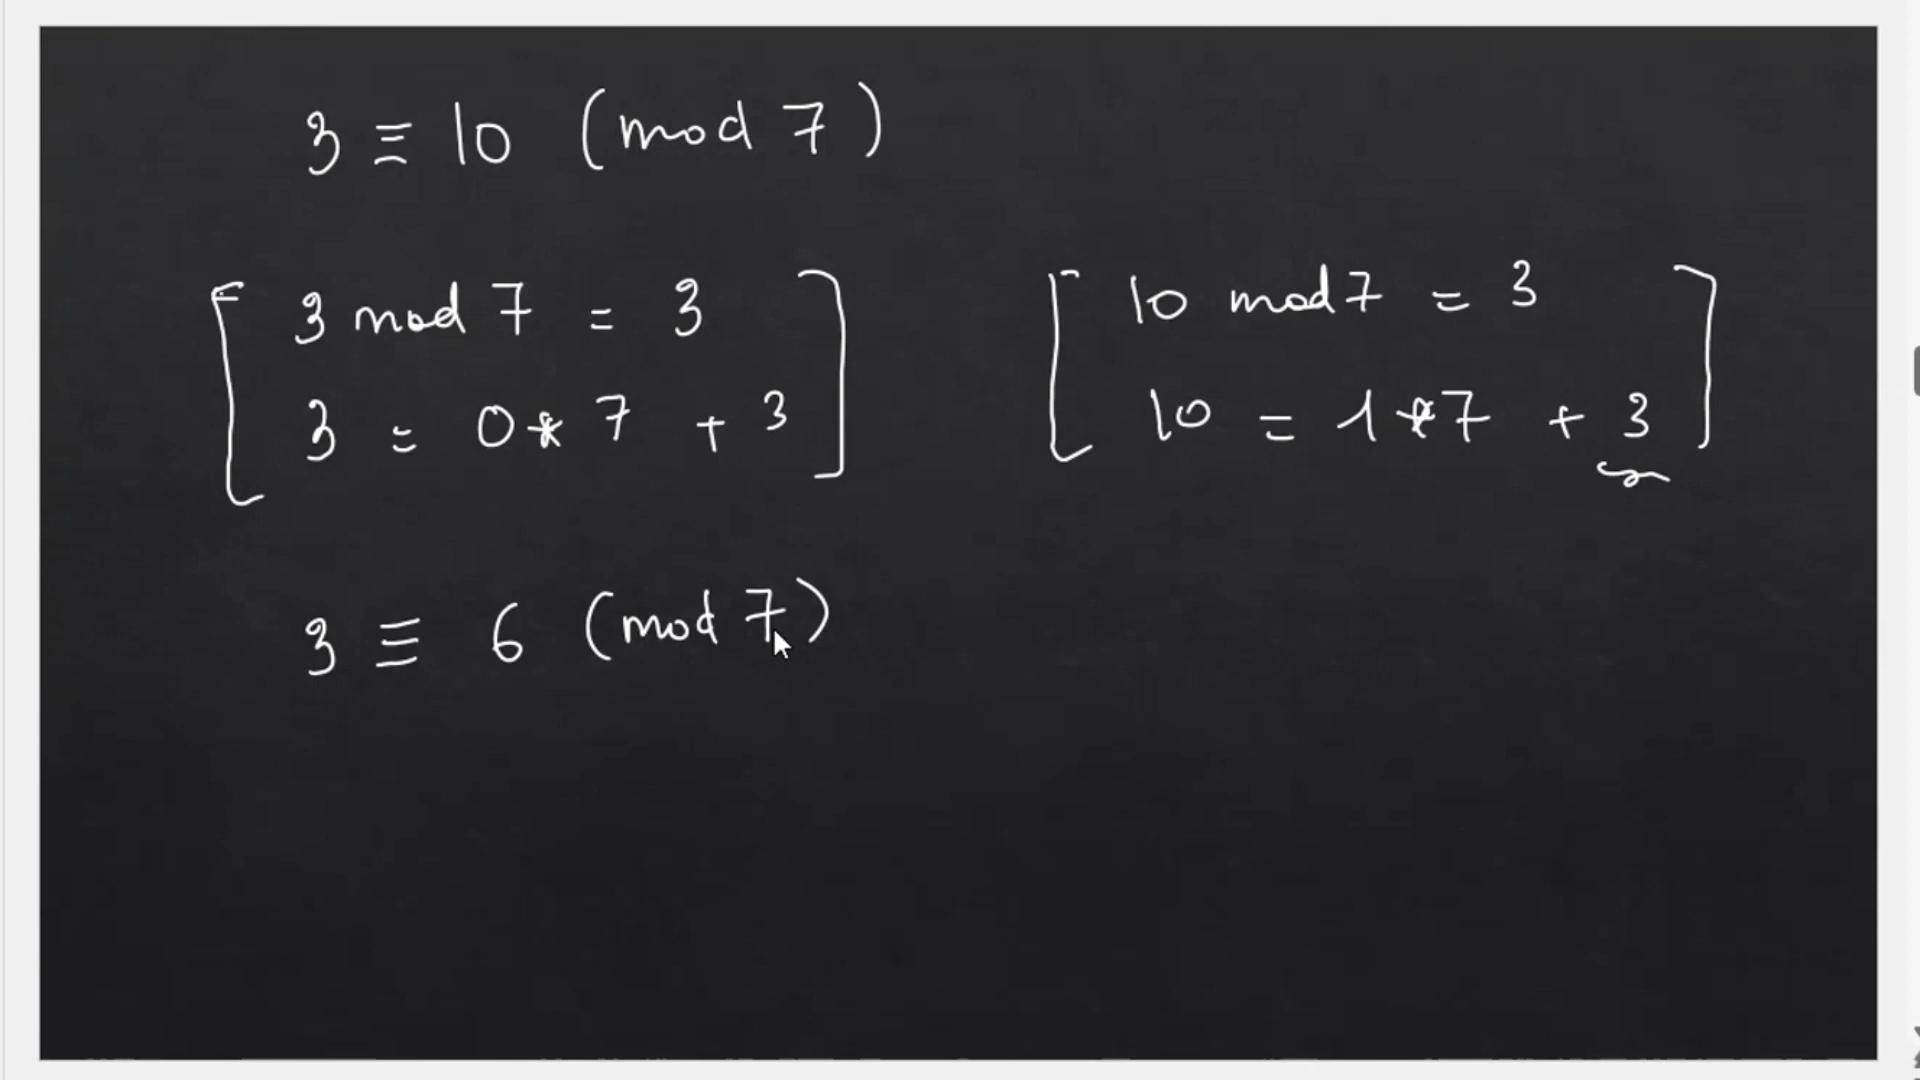 3 ≡ 10 (mod 7)
3 mod 7 = 3
3 = 0 * 7 + 3
10 mod 7 = 3
10 = 1 * 7 + 3
3 ≡ 6 (mod 7)